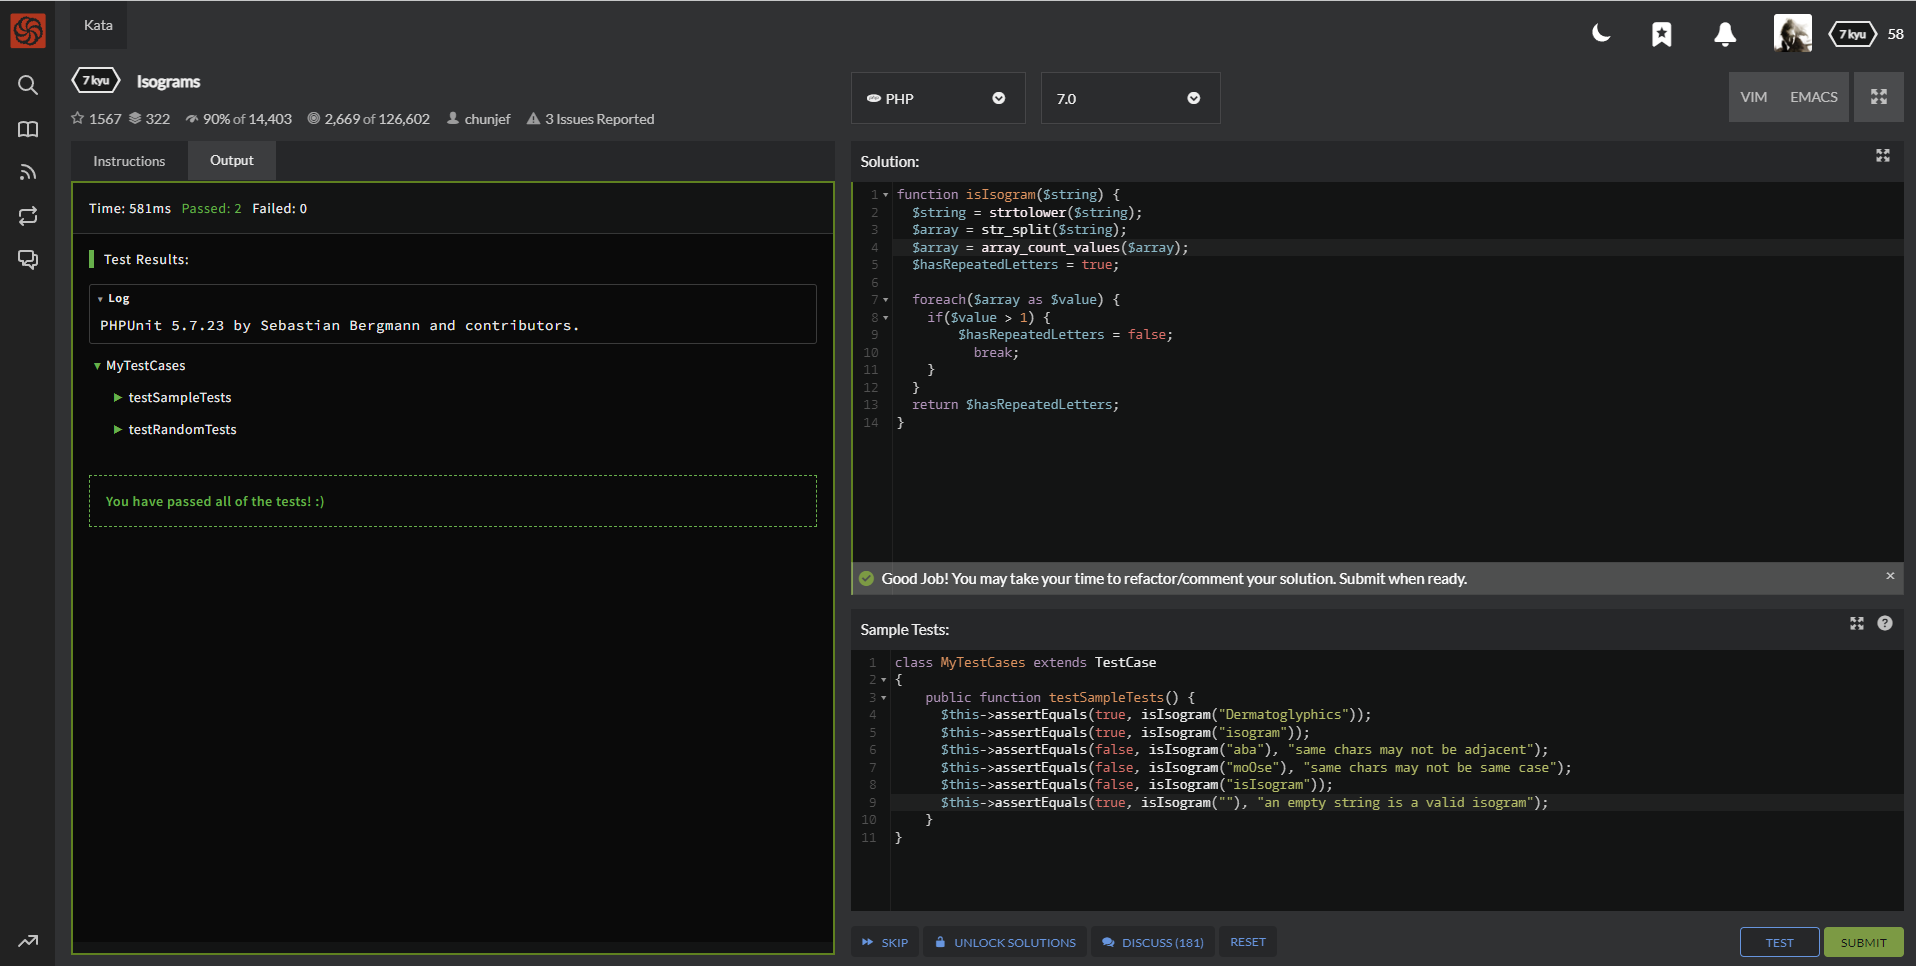 Kata
7 kyu 58
7 kyu Isograms
1567 322 90% of 14,403 2,669 of 126,602 chunjef 3 Issues Reported
PHP
7.0
VIM EMACS
Instructions Output
Time: 581ms Passed: 2 Failed: 0
Test Results:
Log
PHPUnit 5.7.23 by Sebastian Bergmann and contributors.
MyTestCases
testSampleTests
testRandomTests
You have passed all of the tests! :)
Solution:
1 function isIsogram($string) {
2 $string = strtolower($string);
3 $array = str_split($string);
4 $array = array_count_values($array);
5 $hasRepeatedLetters = true;
6
7 foreach($array as $value) {
8 if($value > 1) {
9 $hasRepeatedLetters = false;
10 break;
11 }
12 }
13 return $hasRepeatedLetters;
14 }
Good Job! You may take your time to refactor/comment your solution. Submit when ready. ×
Sample Tests:
1 class MyTestCases extends TestCase
2 {
3 public function testSampleTests() {
4 $this->assertEquals(true, isIsogram("Dermatoglyphics"));
5 $this->assertEquals(true, isIsogram("isogram"));
6 $this->assertEquals(false, isIsogram("aba"), "same chars may not be adjacent");
7 $this->assertEquals(false, isIsogram("moOse"), "same chars may not be same case");
8 $this->assertEquals(false, isIsogram("isIsogram"));
9 $this->assertEquals(true, isIsogram(""), "an empty string is a valid isogram");
10 }
11 }
SKIP UNLOCK SOLUTIONS DISCUSS (181) RESET TEST SUBMIT